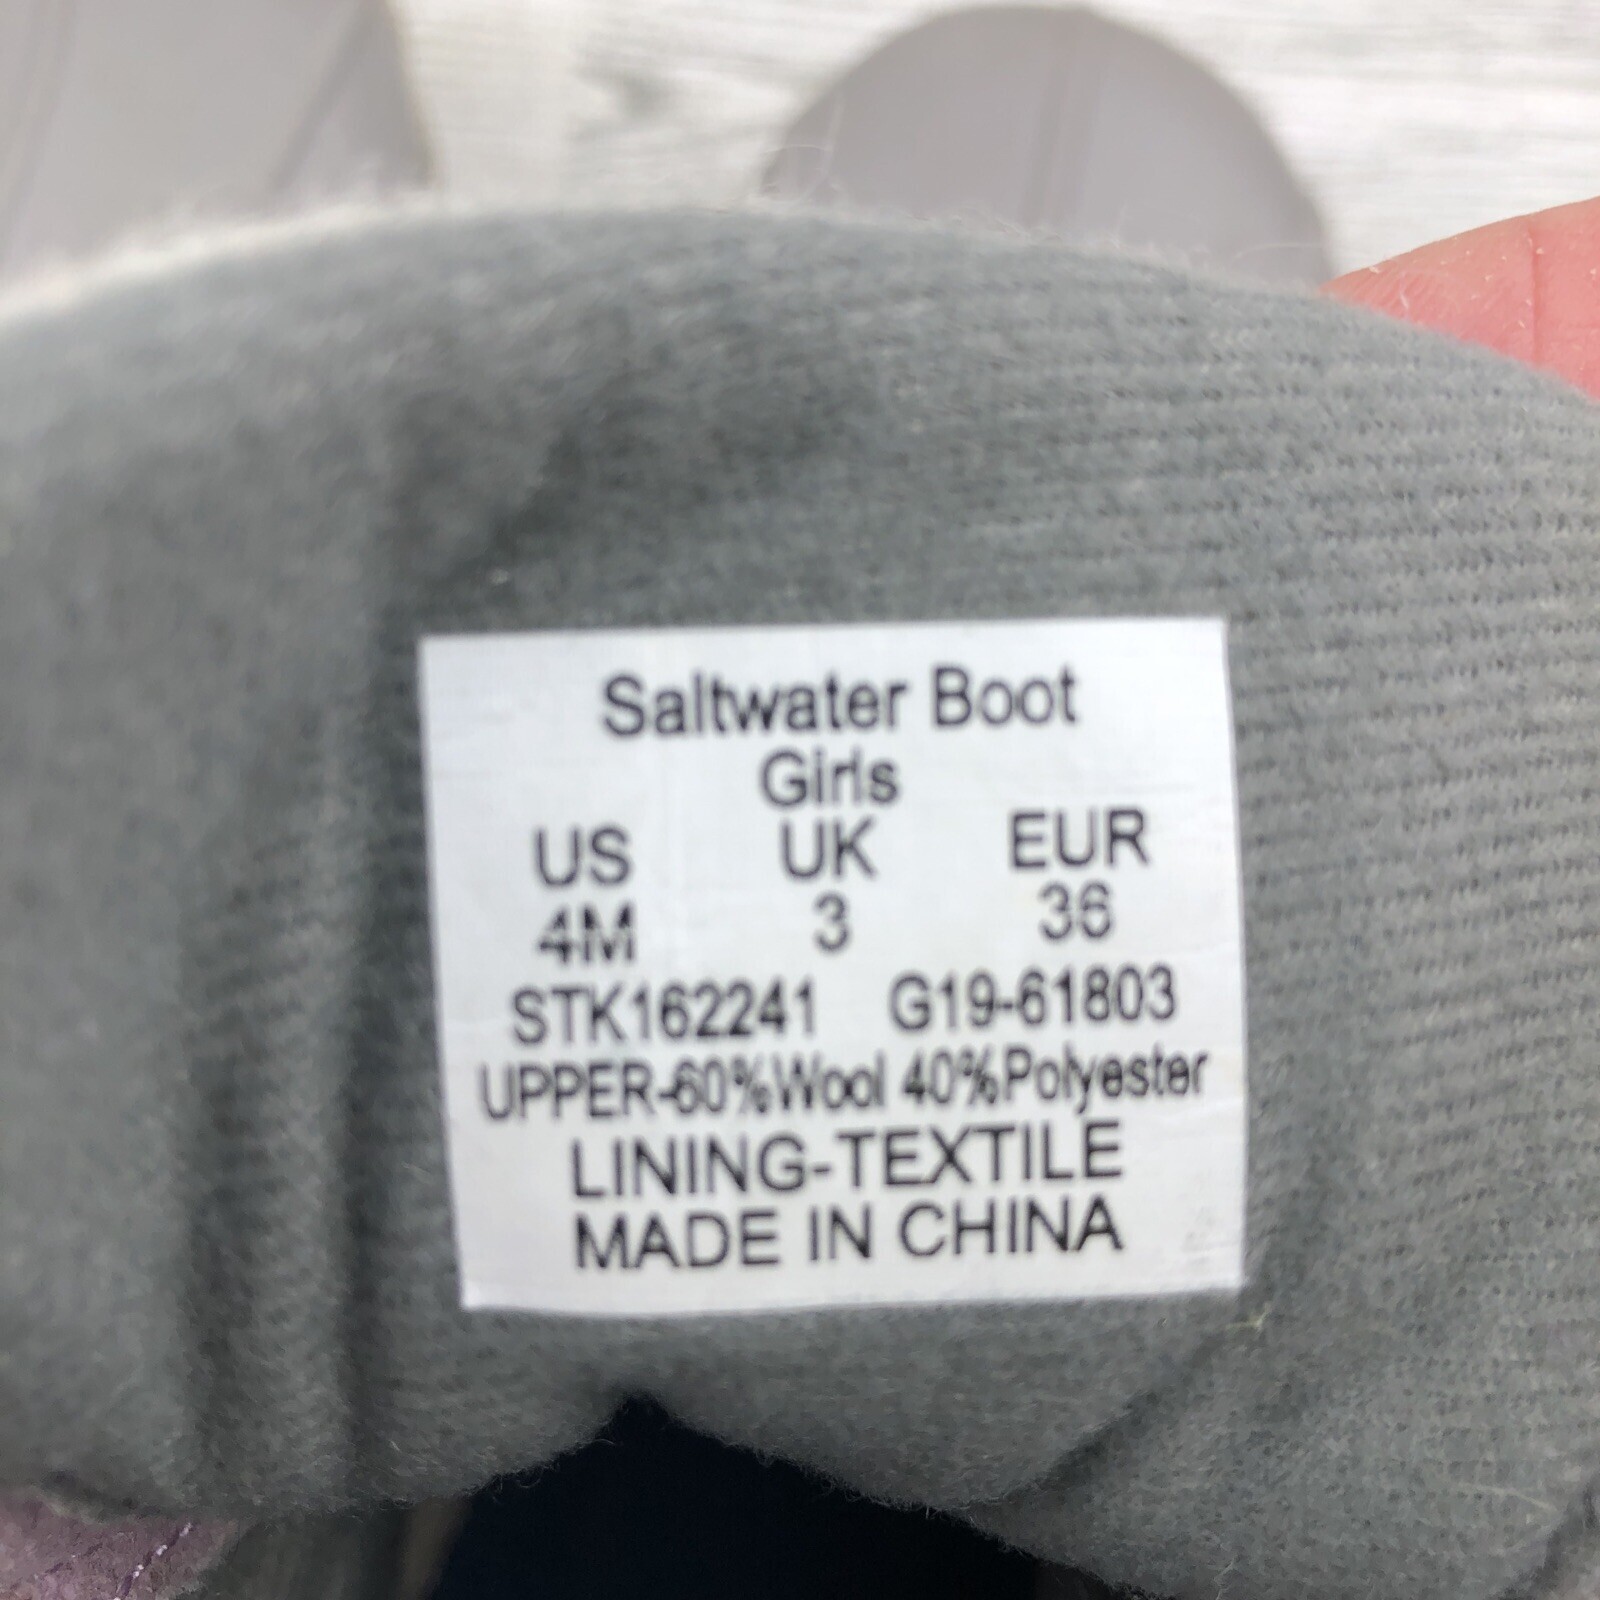 Saltwater Boot
Girls
US UK EUR
4M 3 36
STK162241 G19-61803
UPPER-60%Wool 40%Polyester
LINING-TEXTILE
MADE IN CHINA